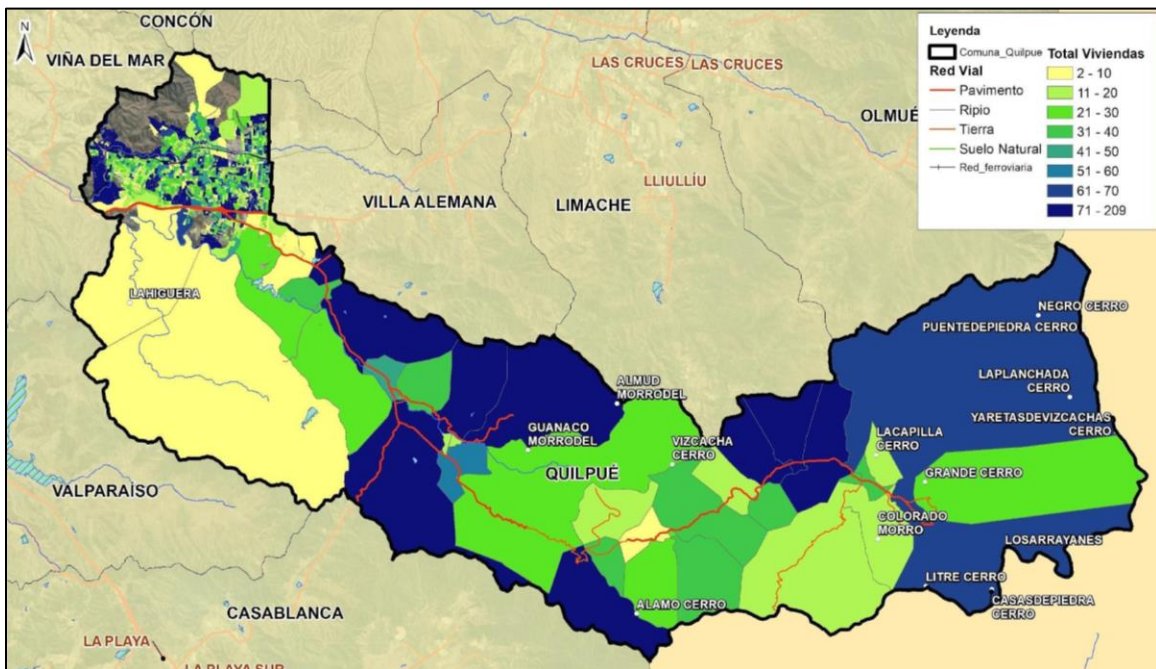 CONCÓN
N
VIÑA DEL MAR
LAS CRUCES
LAS CRUCES
OLMUÉ
LLIULLÍU
VILLA ALEMANA
LIMACHE
Leyenda
Comuna_Quilpue
Red Vial
Pavimento
Ripio
Tierra
Suelo Natural
Red_ferroviaria
Total Viviendas
2 - 10
11 - 20
21 - 30
31 - 40
41 - 50
51 - 60
61 - 70
71 - 209
LAHIGUERA
NEGRO CERRO
PUENTEDEPIEDRA CERRO
LAPLANCHADA
CERRO
ALMUD
MORRODEL
YARETASDEVIZCACHAS
CERRO
GUANACO
MORRODEL
VIZCACHA
CERRO
LACAPILLA
CERRO
QUILPUÉ
GRANDE CERRO
VALPARAÍSO
COLORADO
MORRO
LOSARRAYANES
LITRE CERRO
CASASDEPIEDRA
CERRO
ALAMO CERRO
CASABLANCA
LA PLAYA
LA PLAYA SUR